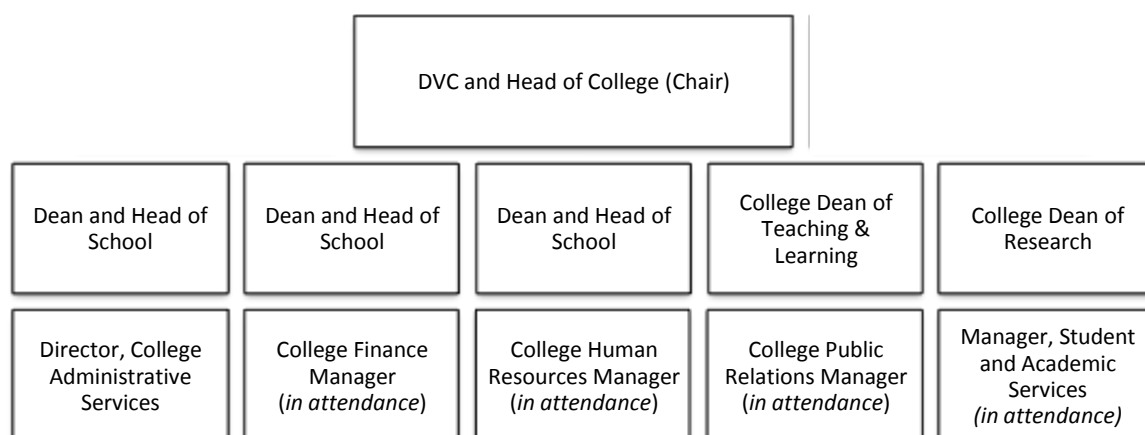 DVC and Head of College (Chair)
Dean and Head of
School
Dean and Head of
School
Dean and Head of
School
College Dean of
Teaching &
Learning
College Dean of
Research
Director, College
Administrative
Services
College Finance
Manager
(in attendance)
College Human
Resources Manager
(in attendance)
College Public
Relations Manager
(in attendance)
Manager, Student
and Academic
Services
(in attendance)